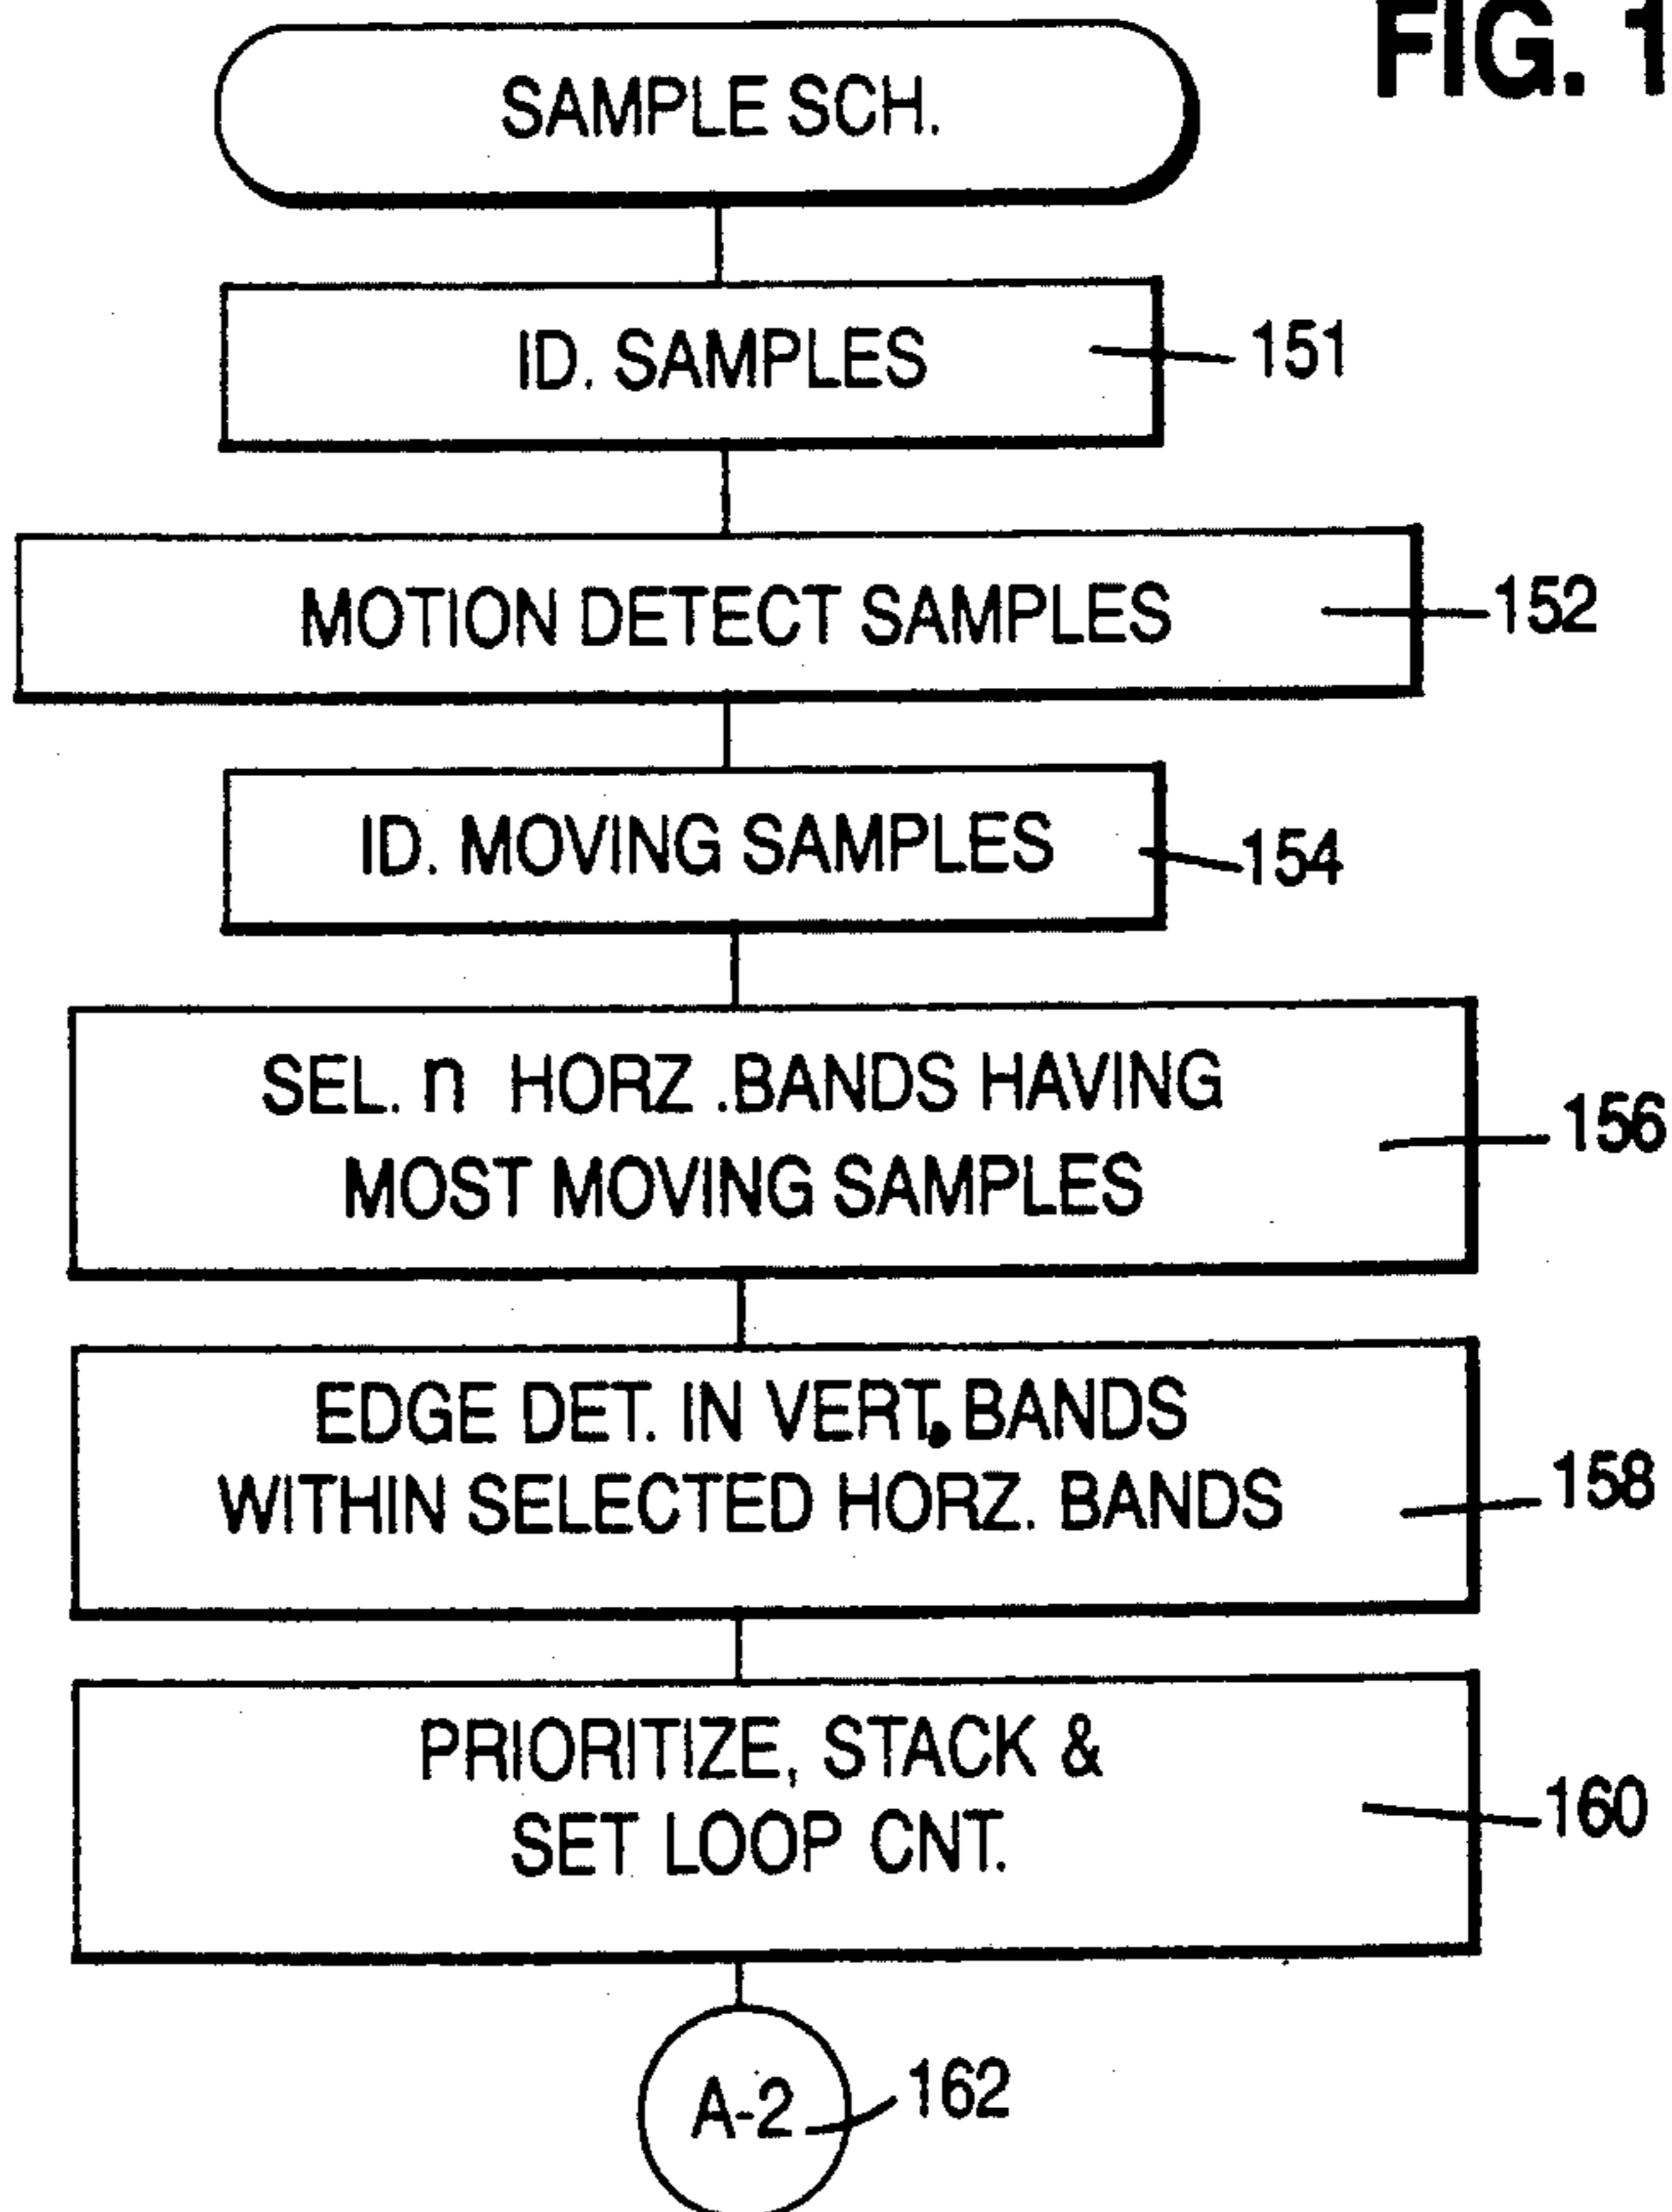 FIG. 1
SAMPLE SCH.
ID. SAMPLES
151
MOTION DETECT SAMPLES
152
ID. MOVING SAMPLES
154
SEL. n HORZ .BANDS HAVING
MOST MOVING SAMPLES
156
EDGE DET. IN VERT. BANDS
WITHIN SELECTED HORZ. BANDS
158
PRIORITIZE, STACK &
SET LOOP CNT.
160
A-2
162